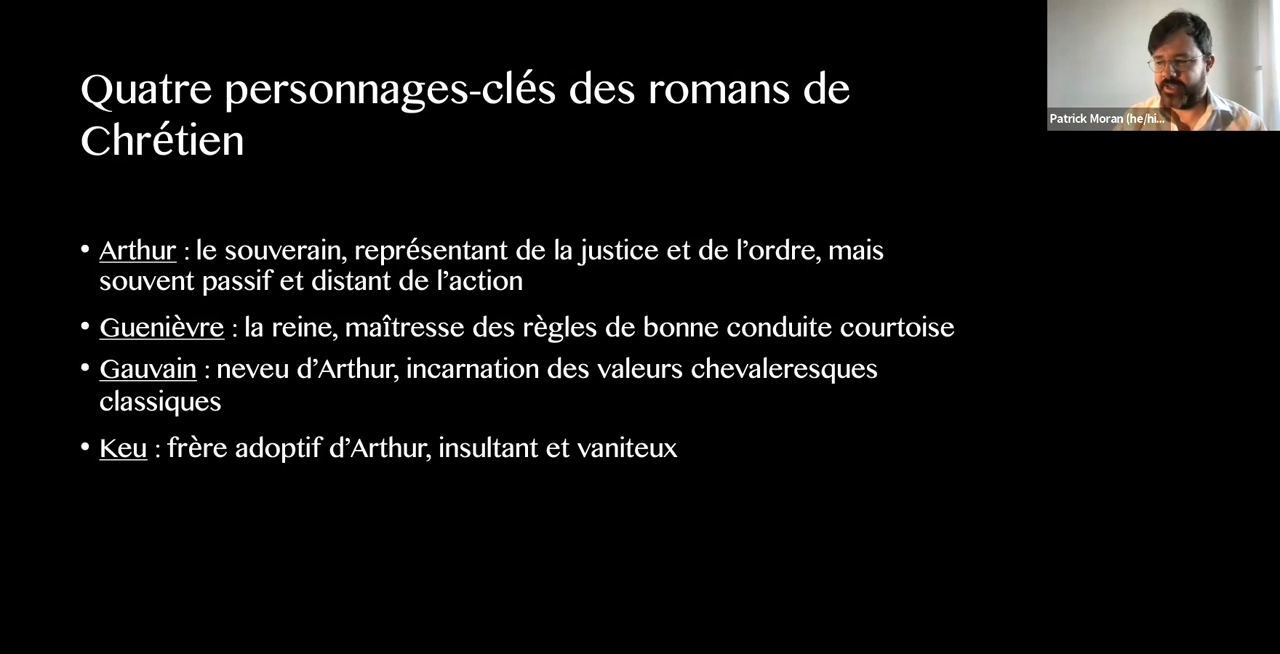 Quatre personnages-clés des romans de
Chrétien
Patrick Moran (he/hi...
• Arthur : le souverain, représentant de la justice et de l’ordre, mais
souvent passif et distant de l’action
• Guenièvre : la reine, maîtresse des règles de bonne conduite courtoise
• Gauvain : neveu d’Arthur, incarnation des valeurs chevaleresques
classiques
• Keu : frère adoptif d’Arthur, insultant et vaniteux